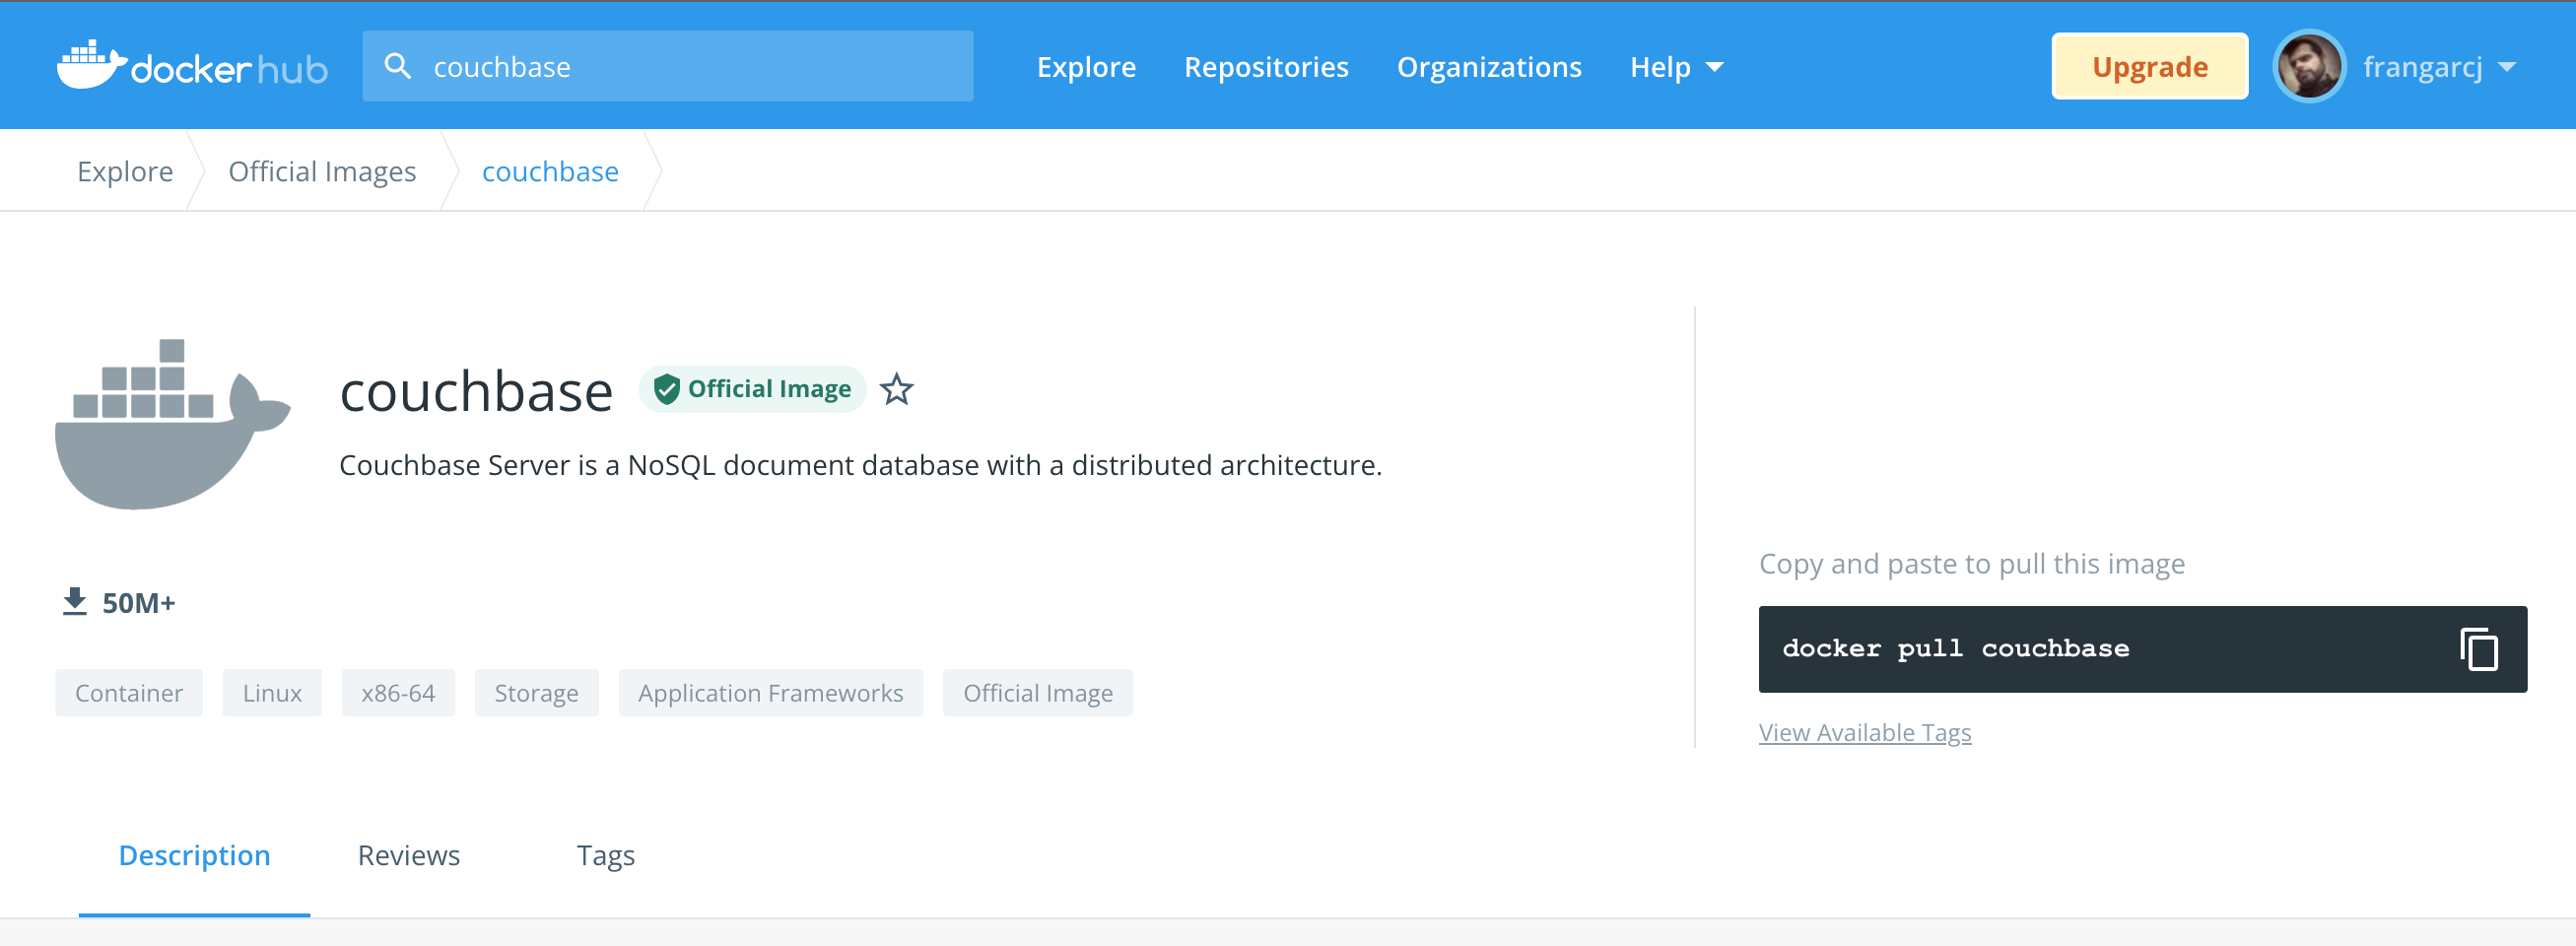 docker hub
couchbase
Explore Repositories Organizations Help
Upgrade
frangarcj
Explore Official Images couchbase
couchbase Official Image
Couchbase Server is a NoSQL document database with a distributed architecture.
50M+
Container Linux x86-64 Storage Application Frameworks Official Image
Copy and paste to pull this image
docker pull couchbase
View Available Tags
Description Reviews Tags